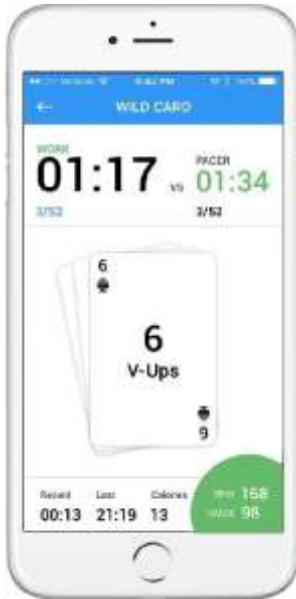 WILD CARD
WORK
PACER
01:17 vs 01:34
3/52
3/52
6
6
V-Ups
6
Record Last Calories
00:13 21:19 13
168
98